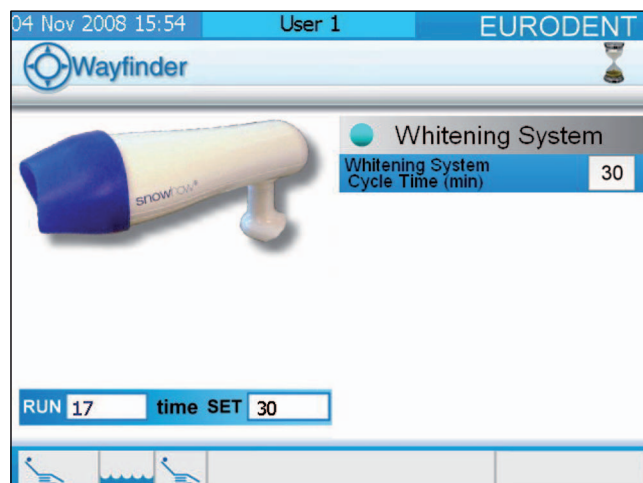 04 Nov 2008 15:54 User 1 EURODENT
Wayfinder
snownow®
Whitening System
Whitening System
Cycle Time (min) 30
RUN 17 time SET 30